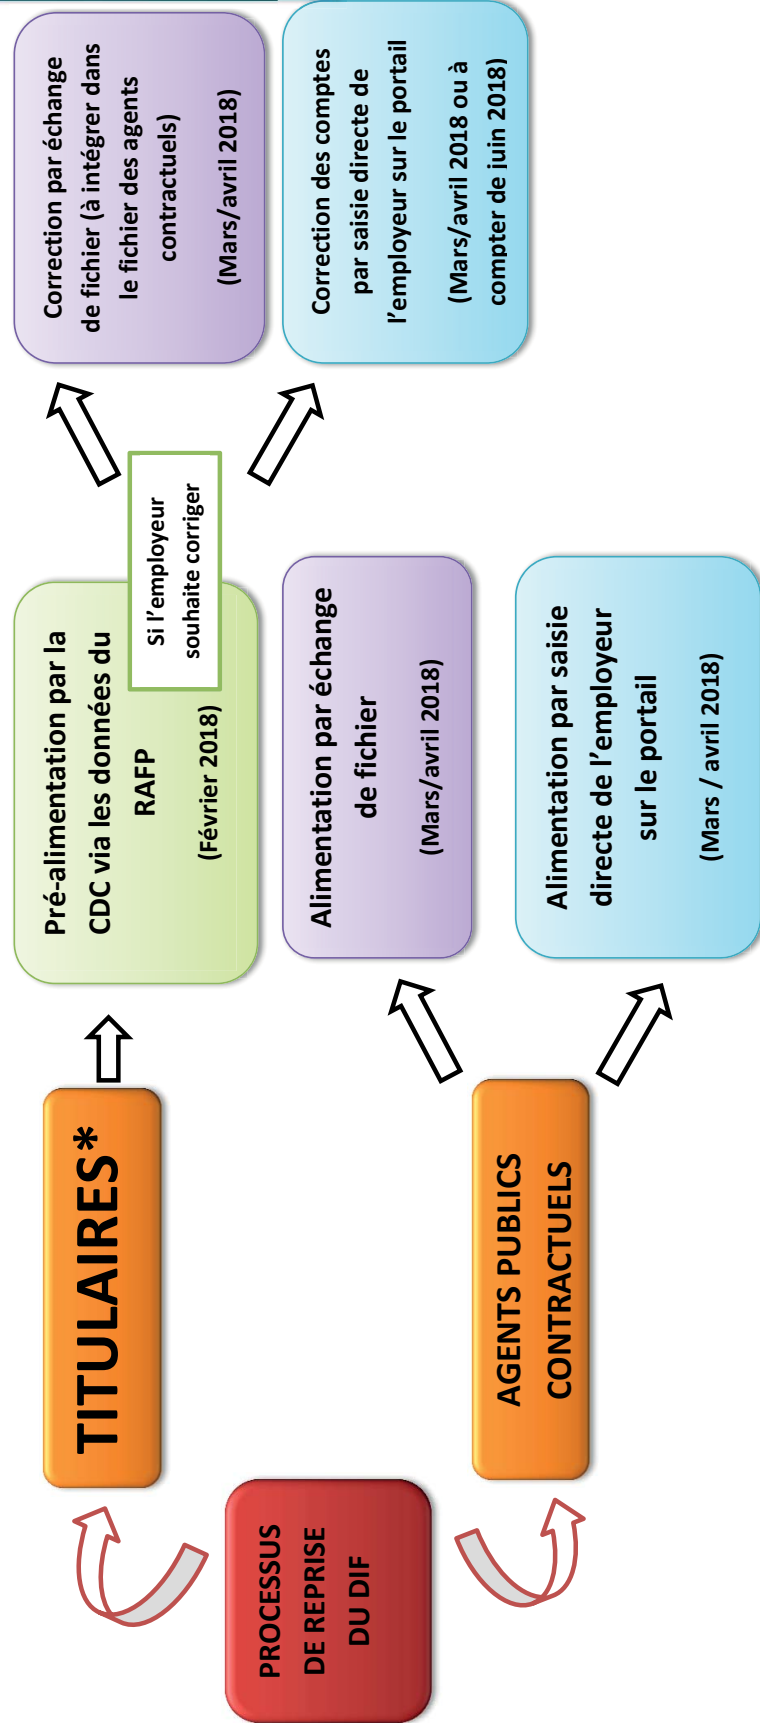 PROCESSUS
DE REPRISE
DU DIF
TITULAIRES*
Pré-alimentation par la
CDC via les données du
RAFP
(Février 2018)
Si l'employeur
souhaite corriger
Correction par échange
de fichier (à intégrer dans
le fichier des agents
contractuels)
(Mars/avril 2018)
Correction des comptes
par saisie directe de
l'employeur sur le portail
(Mars/avril 2018 ou à
compter de juin 2018)
AGENTS PUBLICS
CONTRACTUELS
Alimentation par échange
de fichier
(Mars/avril 2018)
Alimentation par saisie
directe de l'employeur
sur le portail
(Mars / avril 2018)